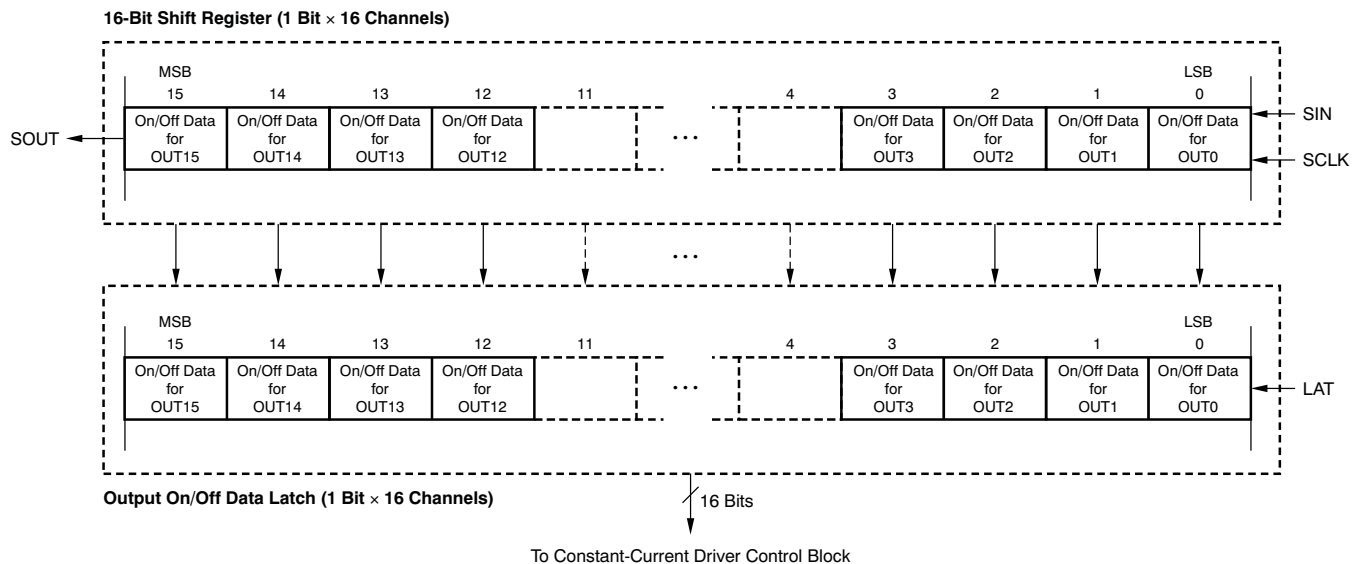 16-Bit Shift Register (1 Bit × 16 Channels)
MSB LSB
15 14 13 12 11 4 3 2 1 0
SOUT
On/Off Data for OUT15
On/Off Data for OUT14
On/Off Data for OUT13
On/Off Data for OUT12
...
On/Off Data for OUT3
On/Off Data for OUT2
On/Off Data for OUT1
On/Off Data for OUT0
SIN
SCLK
...
MSB LSB
15 14 13 12 11 4 3 2 1 0
On/Off Data for OUT15
On/Off Data for OUT14
On/Off Data for OUT13
On/Off Data for OUT12
...
On/Off Data for OUT3
On/Off Data for OUT2
On/Off Data for OUT1
On/Off Data for OUT0
LAT
Output On/Off Data Latch (1 Bit × 16 Channels)
16 Bits
To Constant-Current Driver Control Block